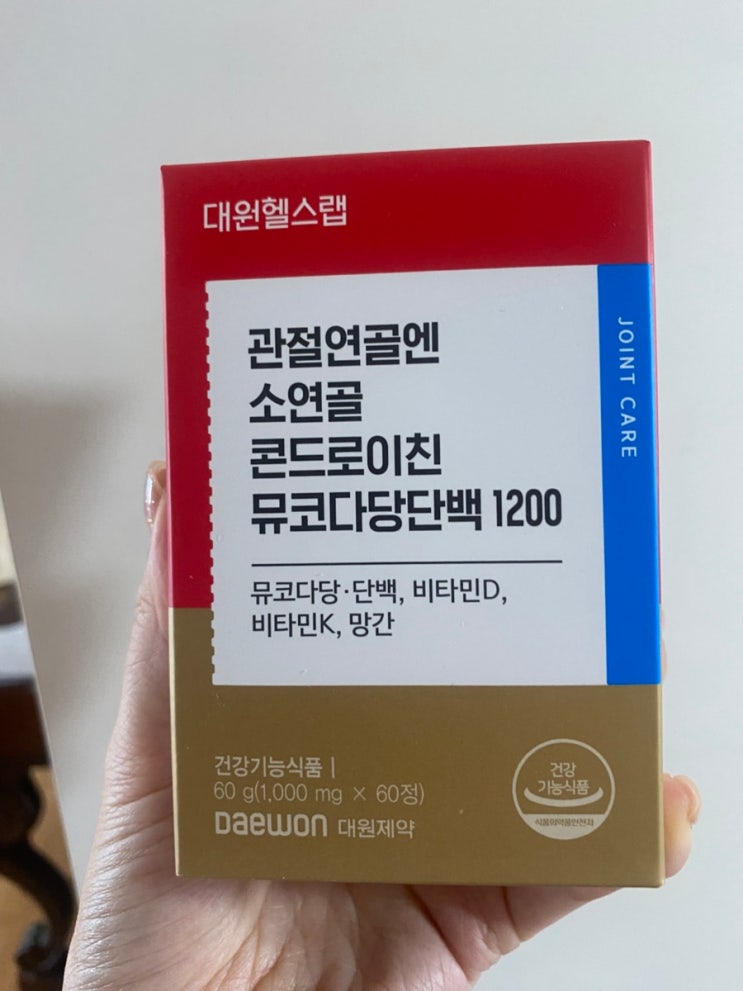 대원헬스랩
관절연골엔
소연골
콘드로이친
뮤코다당단백 1200
JOINT CARE
뮤코다당·단백, 비타민D,
비타민K, 망간
건강기능식품 |
60 g(1,000 mg × 60정)
DAEWON 대원제약
건강
기능식품
식품의약품안전처